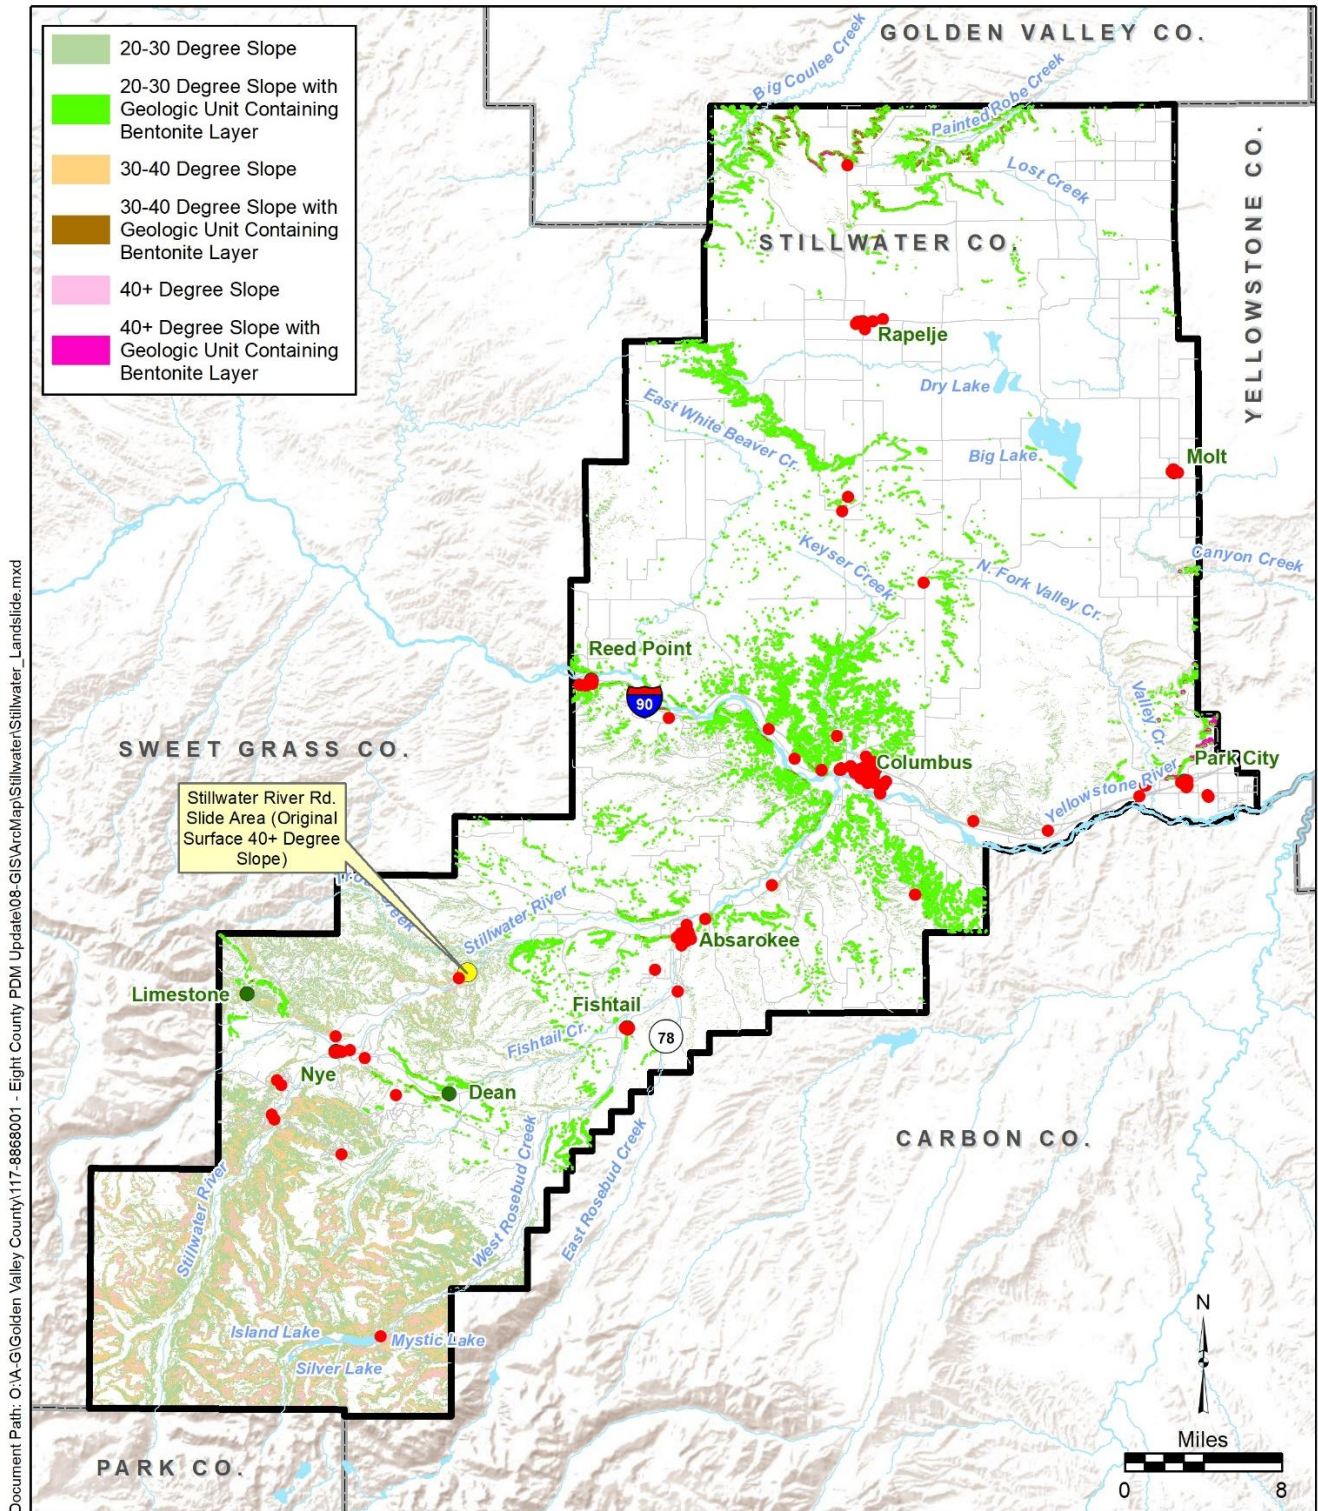 20-30 Degree Slope
20-30 Degree Slope with
Geologic Unit Containing
Bentonite Layer
30-40 Degree Slope
30-40 Degree Slope with
Geologic Unit Containing
Bentonite Layer
40+ Degree Slope
40+ Degree Slope with
Geologic Unit Containing
Bentonite Layer
GOLDEN VALLEY CO.
Big Coulee Creek
Painted Robe Creek
Lost Creek
YELLOWSTONE CO.
STILLWATER CO.
Rapelje
Dry Lake
East White Beaver Cr.
Big Lake
Molt
Keyser Creek
Canyon Creek
N. Fork Valley Cr.
Reed Point
90
Valley Cr.
SWEET GRASS CO.
Columbus
Park City
Yellowstone River
Stillwater River Rd.
Slide Area (Original
Surface 40+ Degree
Slope)
Creek
Stillwater River
Absarokee
Limestone
Fishtail
78
Fishtail Cr.
Nye
Dean
West Rosebud Creek
East Rosebud Creek
CARBON CO.
Stillwater River
Island Lake
Mystic Lake
Silver Lake
PARK CO.
N
Miles
0 8
Document Path: O:\A-G\Golden Valley County\117-8868001 - Eight County PDM Update\08-GIS\ArcMap\Stillwater\Stillwater_Landslide.mxd